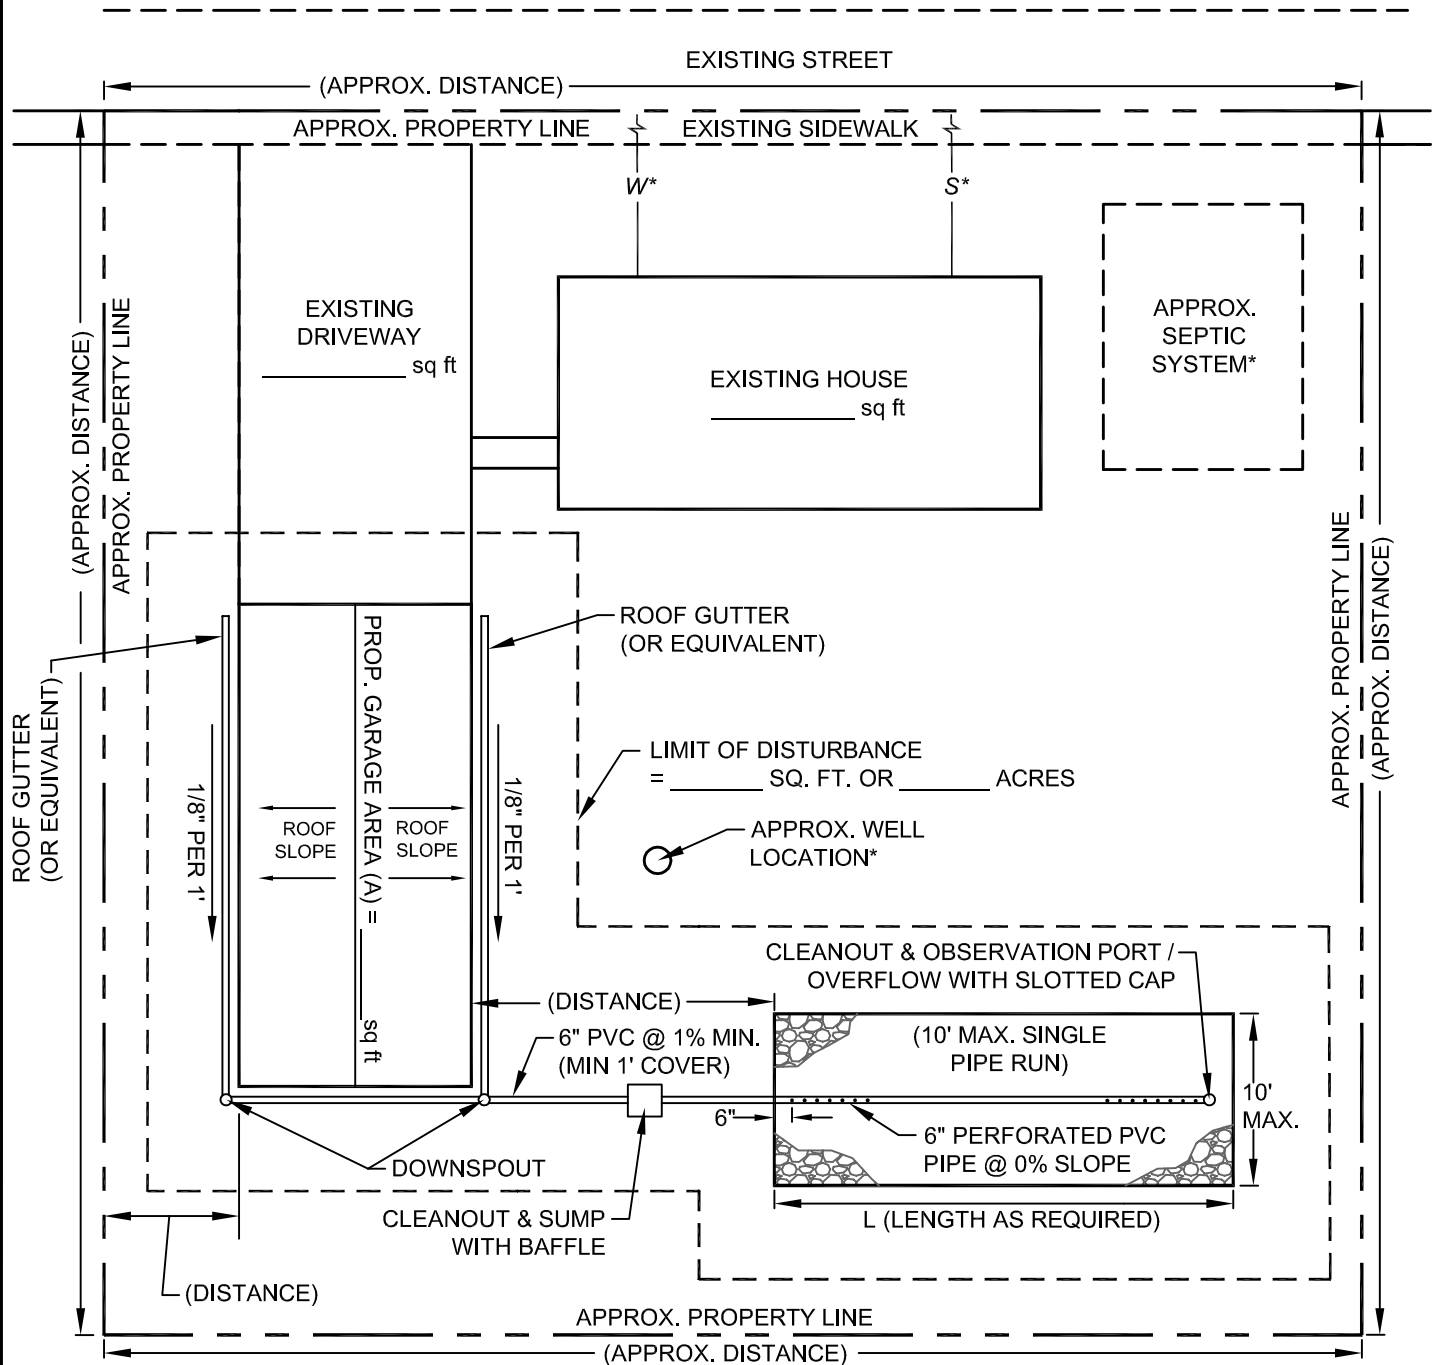 EXISTING STREET
(APPROX. DISTANCE)
APPROX. PROPERTY LINE
EXISTING SIDEWALK
W*
S*
EXISTING
DRIVEWAY
________ sq ft
EXISTING HOUSE
________ sq ft
APPROX.
SEPTIC
SYSTEM*
(APPROX. DISTANCE)
APPROX. PROPERTY LINE
APPROX. PROPERTY LINE
(APPROX. DISTANCE)
ROOF GUTTER
(OR EQUIVALENT)
ROOF GUTTER
(OR EQUIVALENT)
PROP. GARAGE AREA (A) = ______ sq ft
ROOF
SLOPE
ROOF
SLOPE
1/8" PER 1'
1/8" PER 1'
LIMIT OF DISTURBANCE
= ______ SQ. FT. OR ______ ACRES
APPROX. WELL
LOCATION*
CLEANOUT & OBSERVATION PORT /
OVERFLOW WITH SLOTTED CAP
(DISTANCE)
6" PVC @ 1% MIN.
(MIN 1' COVER)
(10' MAX. SINGLE
PIPE RUN)
10'
MAX.
6"
6" PERFORATED PVC
PIPE @ 0% SLOPE
DOWNSPOUT
CLEANOUT & SUMP
WITH BAFFLE
L (LENGTH AS REQUIRED)
(DISTANCE)
APPROX. PROPERTY LINE
(APPROX. DISTANCE)